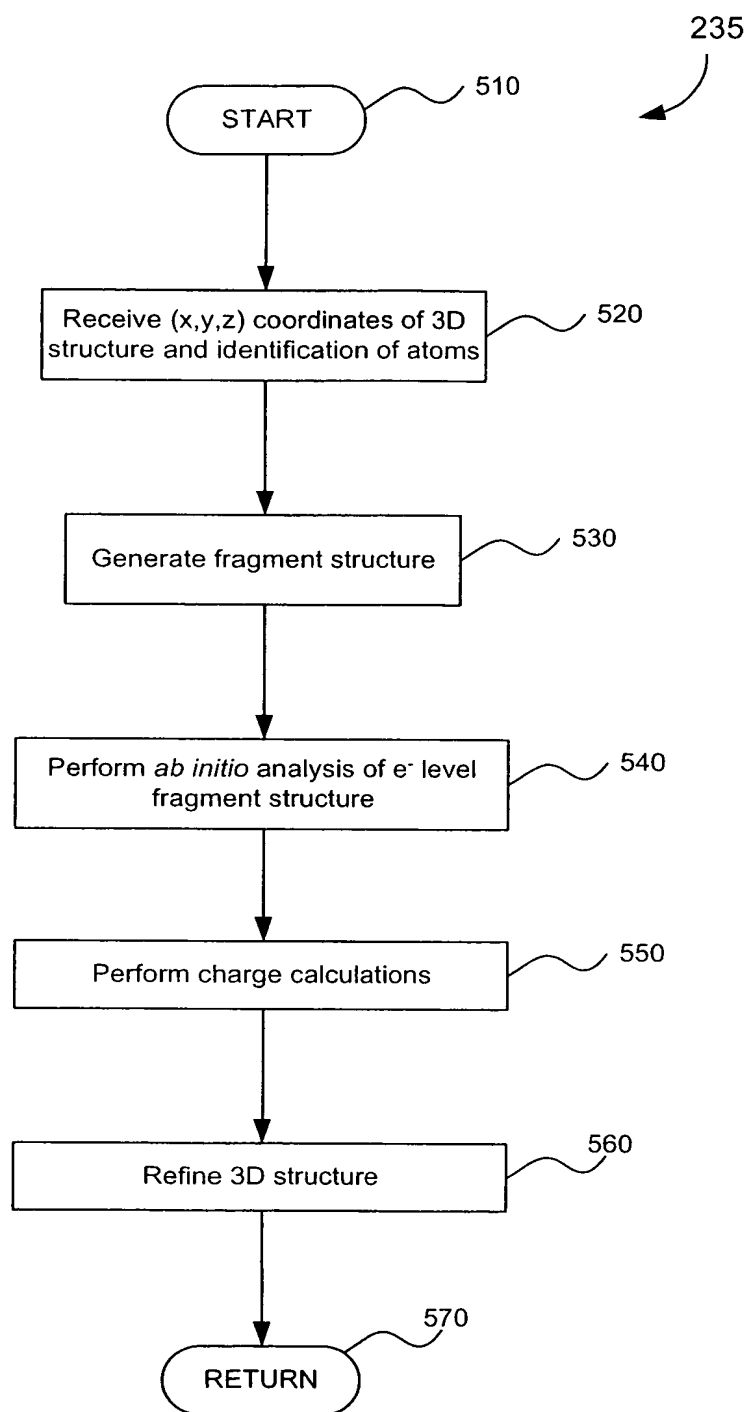 235
START
510
Receive (x,y,z) coordinates of 3D
structure and identification of atoms
520
Generate fragment structure
530
Perform ab initio analysis of e⁻ level
fragment structure
540
Perform charge calculations
550
Refine 3D structure
560
RETURN
570